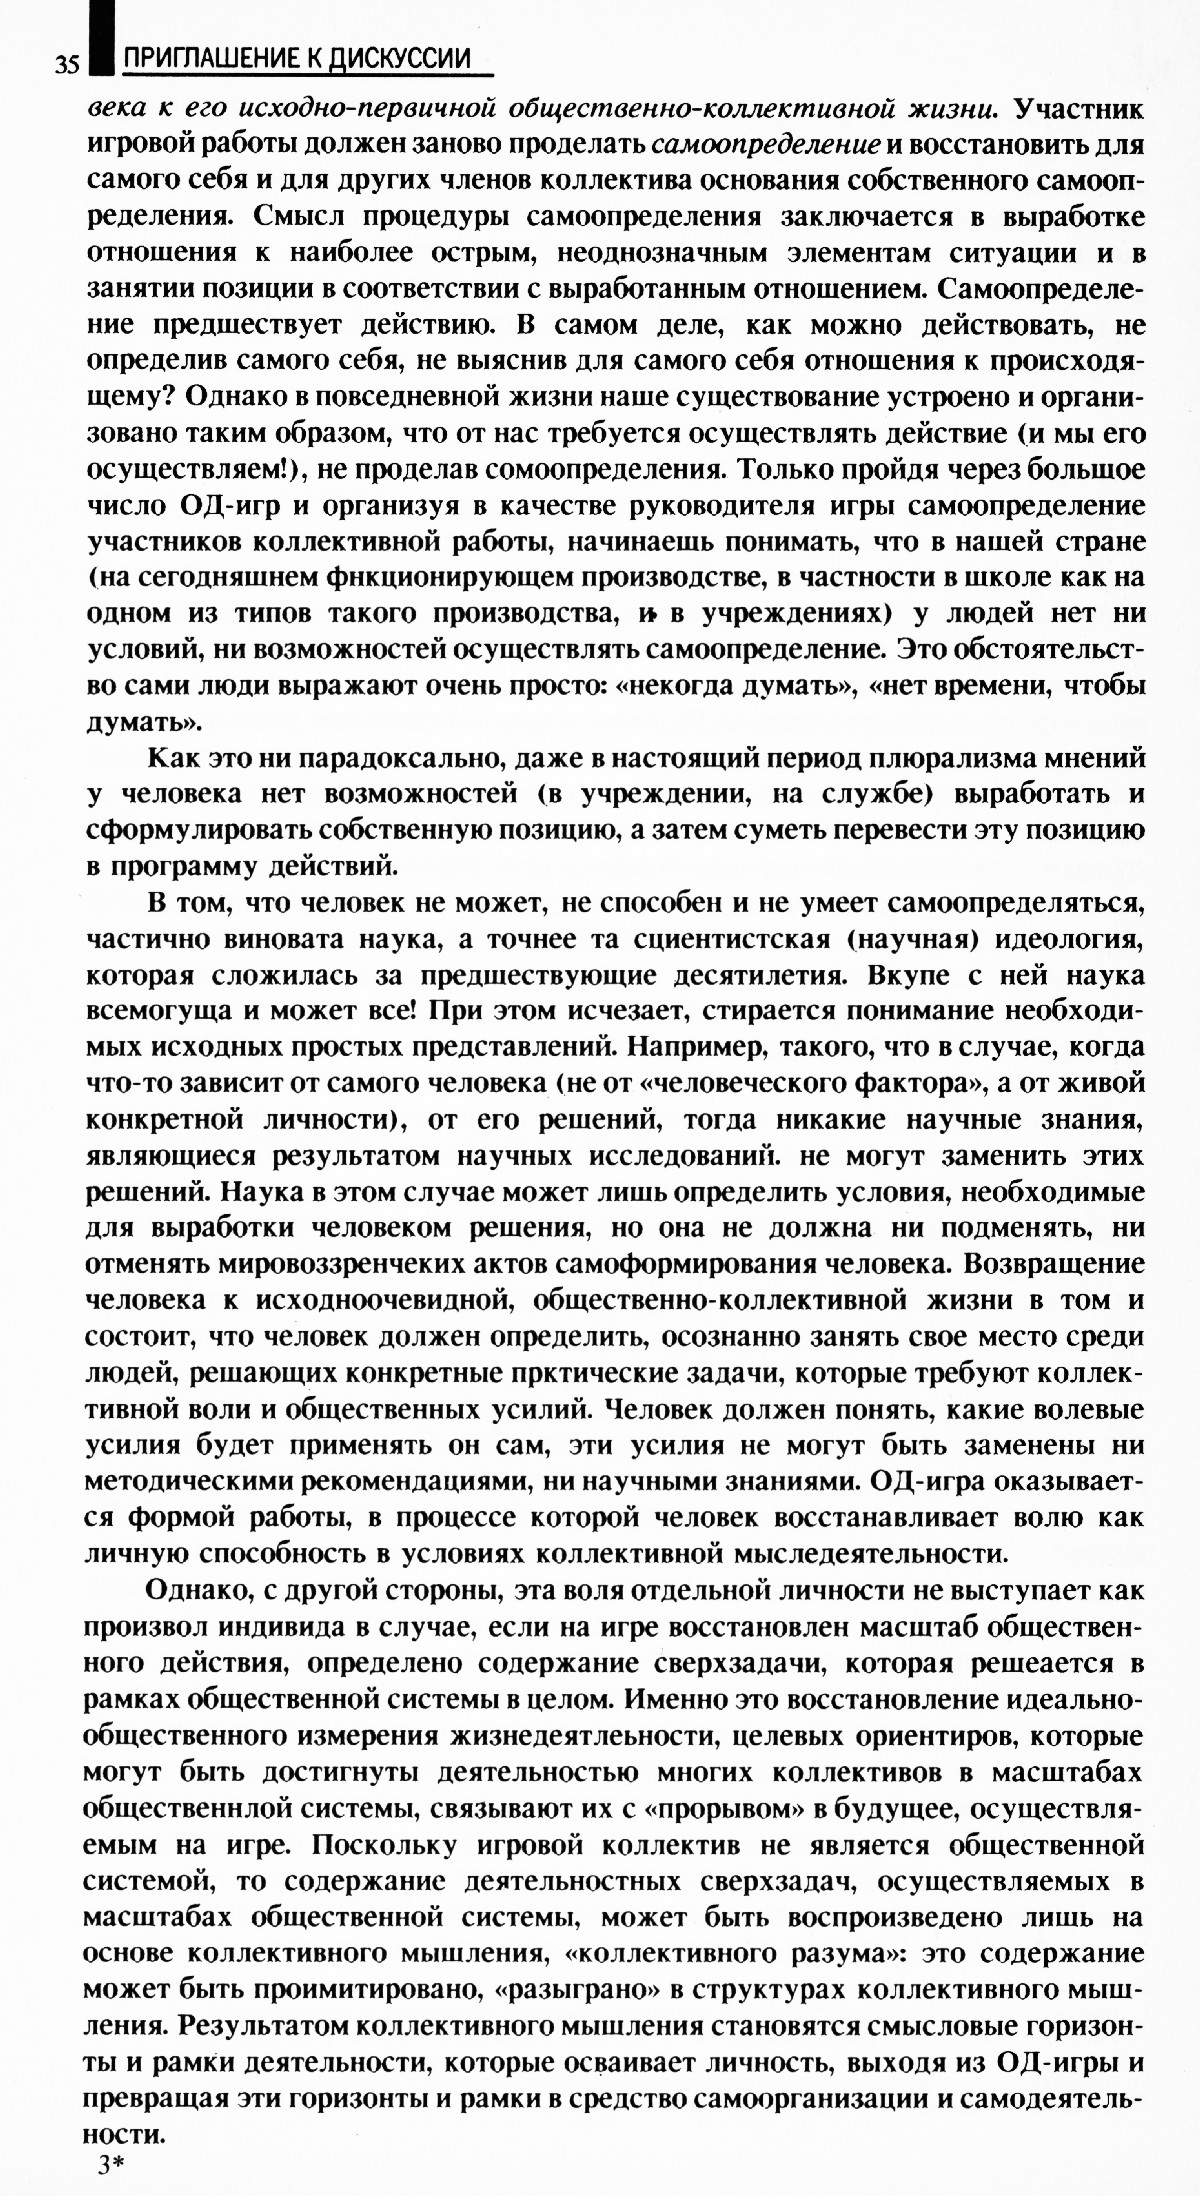 35 ПРИГЛАШЕНИЕ К ДИСКУССИИ
века к его исходно-первичной общественно-коллективной жизни. Участник
игровой работы должен заново проделать самоопределение и восстановить для
самого себя и для других членов коллектива основания собственного самооп-
ределения. Смысл процедуры самоопределения заключается в выработке
отношения к наиболее острым, неоднозначным элементам ситуации и в
занятии позиции в соответствии с выработанным отношением. Самоопределе-
ние предшествует действию. В самом деле, как можно действовать, не
определив самого себя, не выяснив для самого себя отношения к происходя-
щему? Однако в повседневной жизни наше существование устроено и органи-
зовано таким образом, что от нас требуется осуществлять действие (и мы его
осуществляем!), не проделав сомоопределения. Только пройдя через большое
число ОД-игр и организуя в качестве руководителя игры самоопределение
участников коллективной работы, начинаешь понимать, что в нашей стране
(на сегодняшнем фнкционирующем производстве, в частности в школе как на
одном из типов такого производства, и в учреждениях) у людей нет ни
условий, ни возможностей осуществлять самоопределение. Это обстоятельст-
во сами люди выражают очень просто: «некогда думать», «нет времени, чтобы
думать».
Как это ни парадоксально, даже в настоящий период плюрализма мнений
у человека нет возможностей (в учреждении, на службе) выработать и
сформулировать собственную позицию, а затем суметь перевести эту позицию
в программу действий.
В том, что человек не может, не способен и не умеет самоопределяться,
частично виновата наука, а точнее та сциентистская (научная) идеология,
которая сложилась за предшествующие десятилетия. Вкупе с ней наука
всемогуща и может все! При этом исчезает, стирается понимание необходи-
мых исходных простых представлений. Например, такого, что в случае, когда
что-то зависит от самого человека (не от «человеческого фактора», а от живой
конкретной личности), от его решений, тогда никакие научные знания,
являющиеся результатом научных исследований. не могут заменить этих
решений. Наука в этом случае может лишь определить условия, необходимые
для выработки человеком решения, но она не должна ни подменять, ни
отменять мировоззренчеких актов самоформирования человека. Возвращение
человека к исходноочевидной, общественно-коллективной жизни в том и
состоит, что человек должен определить, осознанно занять свое место среди
людей, решающих конкретные прктические задачи, которые требуют коллек-
тивной воли и общественных усилий. Человек должен понять, какие волевые
усилия будет применять он сам, эти усилия не могут быть заменены ни
методическими рекомендациями, ни научными знаниями. ОД-игра оказывает-
ся формой работы, в процессе которой человек восстанавливает волю как
личную способность в условиях коллективной мыследеятельности.
Однако, с другой стороны, эта воля отдельной личности не выступает как
произвол индивида в случае, если на игре восстановлен масштаб обществен-
ного действия, определено содержание сверхзадачи, которая решеается в
рамках общественной системы в целом. Именно это восстановление идеально-
общественного измерения жизнедеятлеьности, целевых ориентиров, которые
могут быть достигнуты деятельностью многих коллективов в масштабах
общественнлой системы, связывают их с «прорывом» в будущее, осуществля-
емым на игре. Поскольку игровой коллектив не является общественной
системой, то содержание деятельностных сверхзадач, осуществляемых в
масштабах общественной системы, может быть воспроизведено лишь на
основе коллективного мышления, «коллективного разума»: это содержание
может быть проимитировано, «разыграно» в структурах коллективного мыш-
ления. Результатом коллективного мышления становятся смысловые горизон-
ты и рамки деятельности, которые осваивает личность, выходя из ОД-игры и
превращая эти горизонты и рамки в средство самоорганизации и самодеятель-
ности.
3*